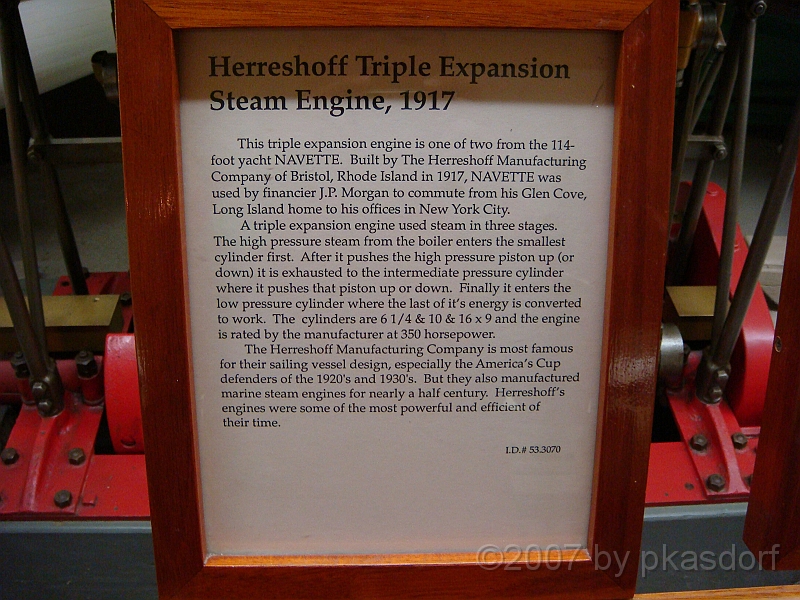 Herreshoff Triple Expansion
Steam Engine, 1917
This triple expansion engine is one of two from the 114-
foot yacht NAVETTE. Built by The Herreshoff Manufacturing
Company of Bristol, Rhode Island in 1917, NAVETTE was
used by financier J.P. Morgan to commute from his Glen Cove,
Long Island home to his offices in New York City.
A triple expansion engine used steam in three stages.
The high pressure steam from the boiler enters the smallest
cylinder first. After it pushes the high pressure piston up (or
down) it is exhausted to the intermediate pressure cylinder
where it pushes that piston up or down. Finally it enters the
low pressure cylinder where the last of it's energy is converted
to work. The cylinders are 6 1/4 & 10 & 16 x 9 and the engine
is rated by the manufacturer at 350 horsepower.
The Herreshoff Manufacturing Company is most famous
for their sailing vessel design, especially the America's Cup
defenders of the 1920's and 1930's. But they also manufactured
marine steam engines for nearly a half century. Herreshoff's
engines were some of the most powerful and efficient of
their time.
I.D.# 53.3070
©2007 by pkasdorf